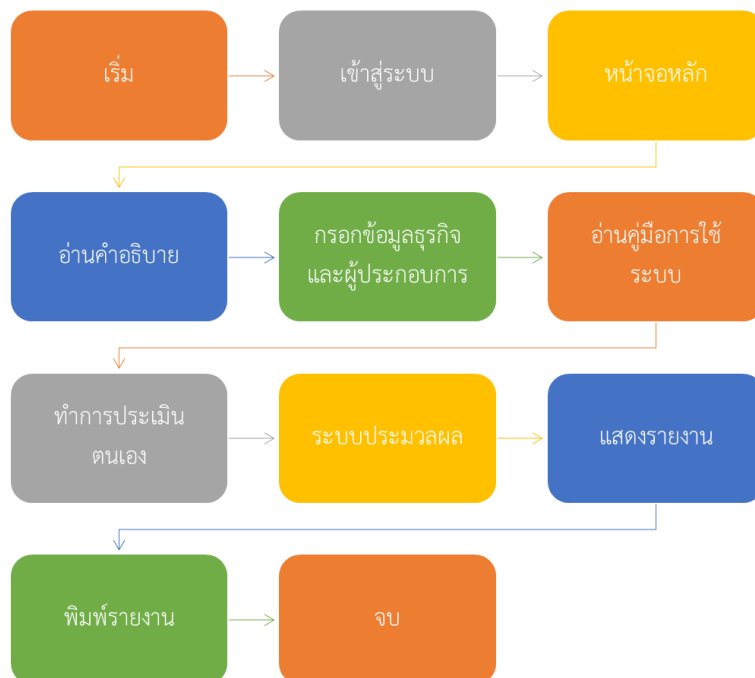 เริ่ม
เข้าสู่ระบบ
หน้าจอหลัก
อ่านคำอธิบาย
กรอกข้อมูลธุรกิจ
และผู้ประกอบการ
อ่านคู่มือการใช้
ระบบ
ทำการประเมิน
ตนเอง
ระบบประมวลผล
แสดงรายงาน
พิมพ์รายงาน
จบ